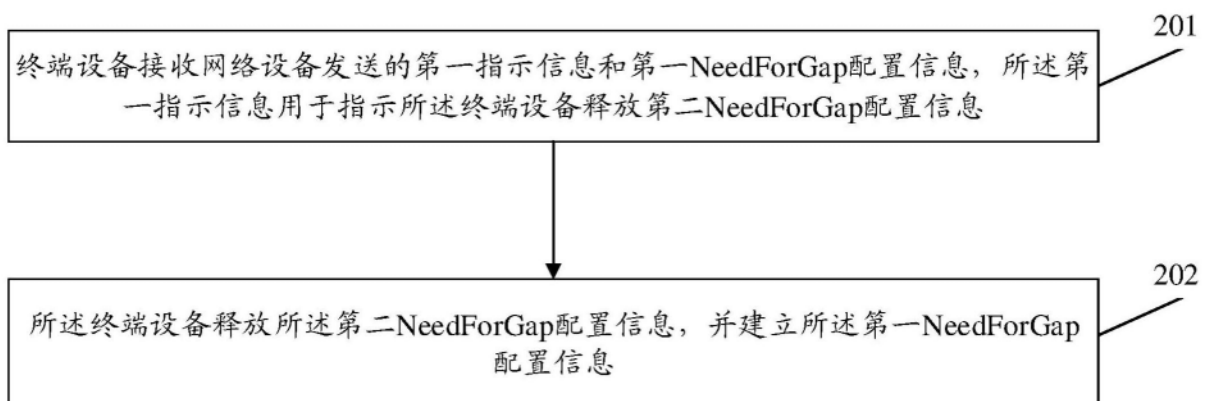 201
终端设备接收网络设备发送的第一指示信息和第一NeedForGap配置信息，所述第
一指示信息用于指示所述终端设备释放第二NeedForGap配置信息
202
所述终端设备释放所述第二NeedForGap配置信息，并建立所述第一NeedForGap
配置信息